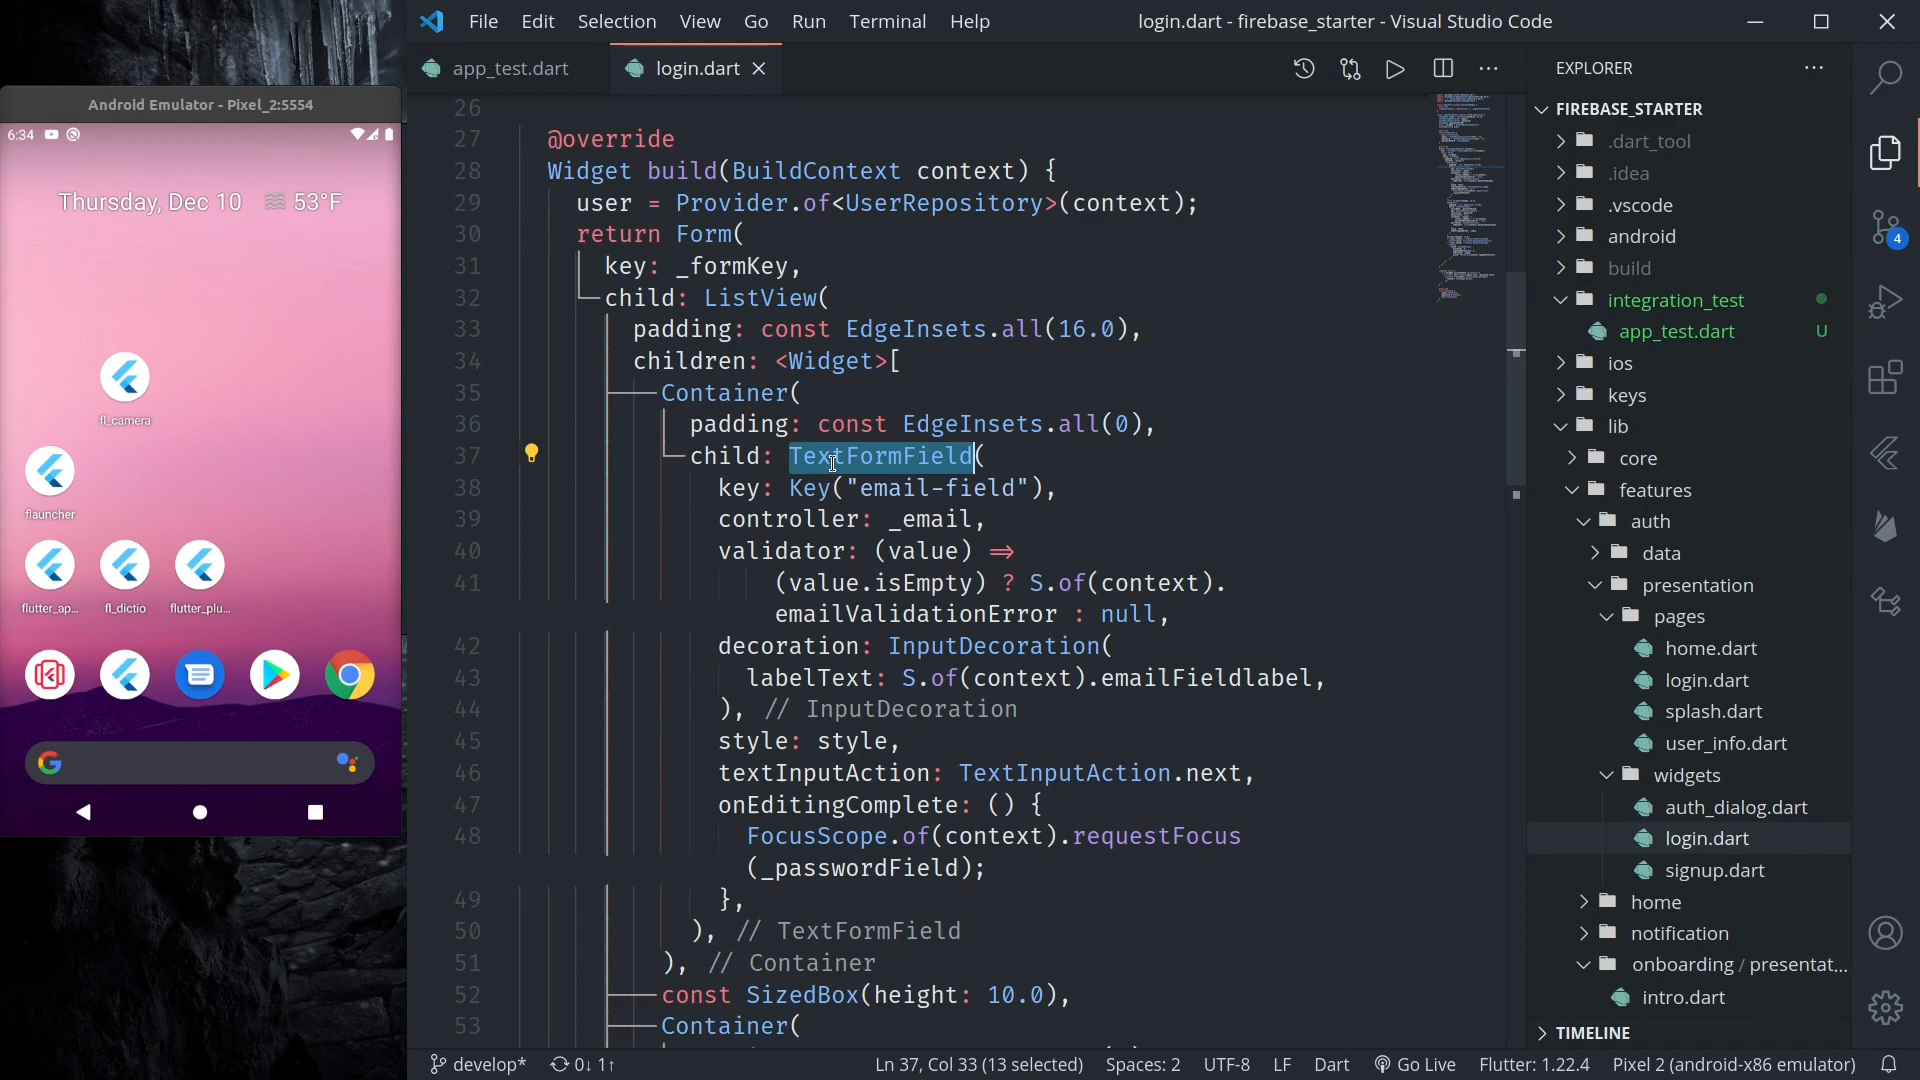 File Edit Selection View Go Run Terminal Help
login.dart - firebase_starter - Visual Studio Code
app_test.dart
login.dart
Android Emulator - Pixel_2:5554
6:34
Thursday, Dec 10 53°F
fl_camera
flauncher
flutter_ap...
fl_dictio
flutter_plu...
26
27 @override
28 Widget build(BuildContext context) {
29 user = Provider.of<UserRepository>(context);
30 return Form(
31 key: _formKey,
32 child: ListView(
33 padding: const EdgeInsets.all(16.0),
34 children: <Widget>[
35 Container(
36 padding: const EdgeInsets.all(0),
37 child: TextFormField(
38 key: Key("email-field"),
39 controller: _email,
40 validator: (value) ⇒
41 (value.isEmpty) ? S.of(context).
emailValidationError : null,
42 decoration: InputDecoration(
43 labelText: S.of(context).emailFieldlabel,
44 ), // InputDecoration
45 style: style,
46 textInputAction: TextInputAction.next,
47 onEditingComplete: () {
48 FocusScope.of(context).requestFocus
(_passwordField);
49 },
50 ), // TextFormField
51 ), // Container
52 const SizedBox(height: 10.0),
53 Container(
EXPLORER
FIREBASE_STARTER
.dart_tool
.idea
.vscode
android
build
integration_test
app_test.dart U
ios
keys
lib
core
features
auth
data
presentation
pages
home.dart
login.dart
splash.dart
user_info.dart
widgets
auth_dialog.dart
login.dart
signup.dart
home
notification
onboarding / presentat...
intro.dart
TIMELINE
4
develop* 0↓ 1↑
Ln 37, Col 33 (13 selected) Spaces: 2 UTF-8 LF Dart Go Live Flutter: 1.22.4 Pixel 2 (android-x86 emulator)